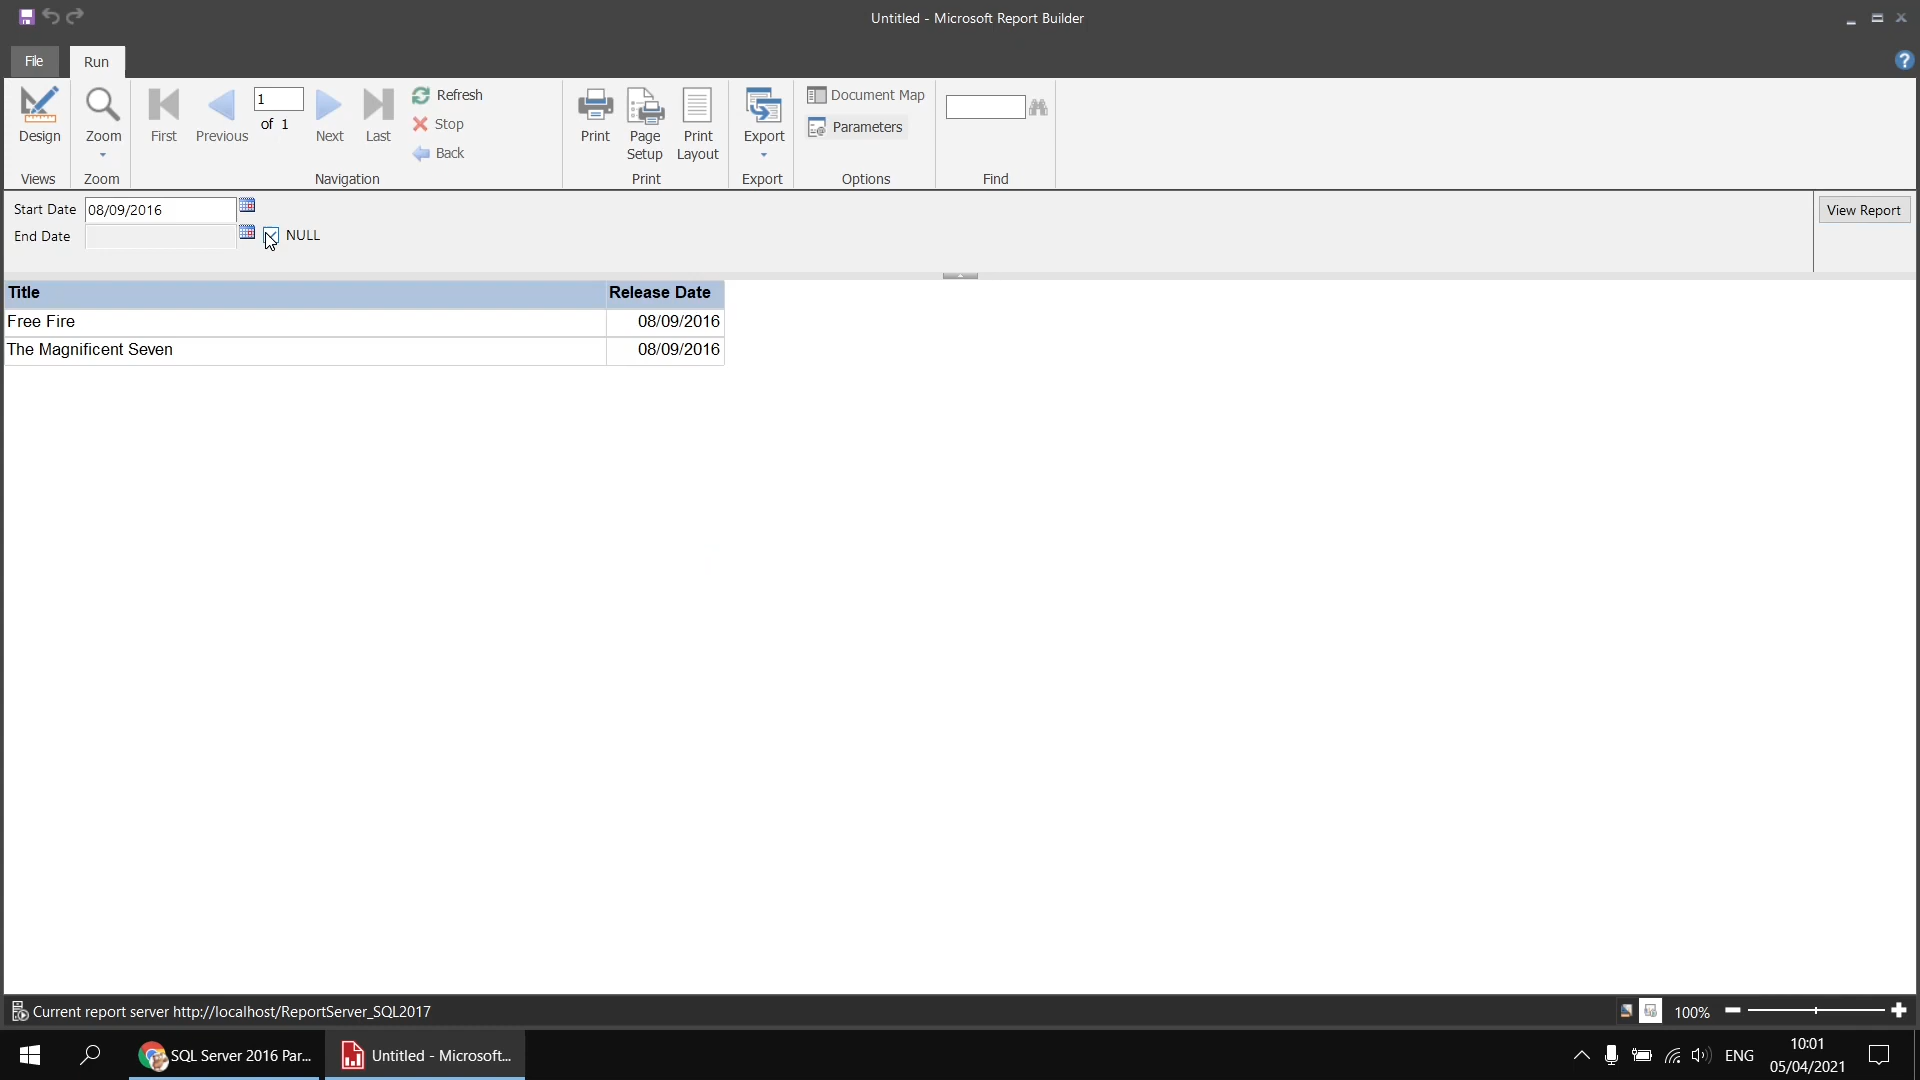 Untitled - Microsoft Report Builder
File
Run
Design
Zoom
First
Previous
1
of 1
Next
Last
Refresh
Stop
Back
Print
Page
Setup
Print
Layout
Export
Document Map
Parameters
Views
Zoom
Navigation
Print
Export
Options
Find
Start Date 08/09/2016
View Report
End Date
NULL
Title Release Date
Free Fire 08/09/2016
The Magnificent Seven 08/09/2016
Current report server http://localhost/ReportServer_SQL2017
100%
SQL Server 2016 Par...
Untitled - Microsoft...
ENG
10:01
05/04/2021